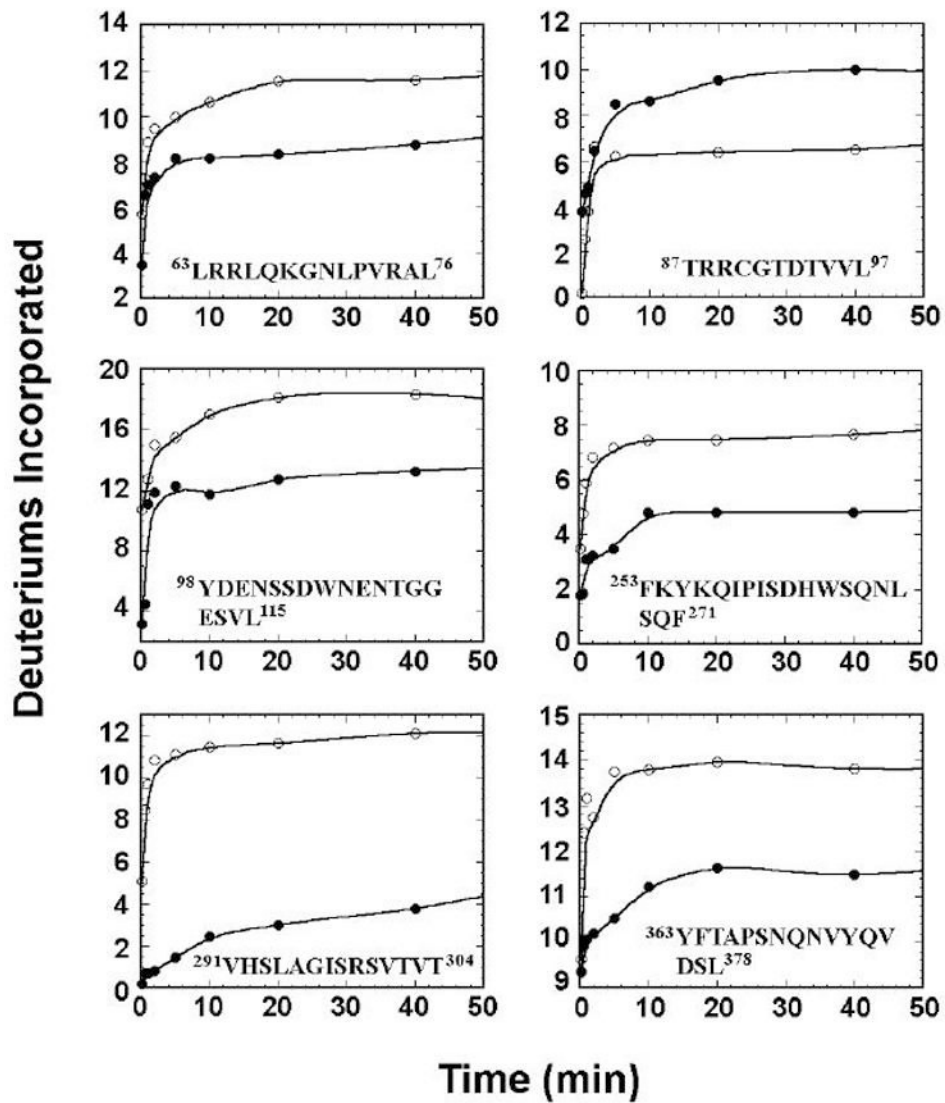 Deuteriums Incorporated
14
12
10
8
6
4
2
0 10 20 30 40 50
⁶³LRRLQKGNLPVRAL⁷⁶
10
8
6
4
2
0
0 10 20 30 40 50
⁸⁷TRRCGTDTVVL⁹⁷
20
16
12
8
4
0 10 20 30 40 50
⁹⁸YDENSSDWNENTGG
ESVL¹¹⁵
10
8
6
4
2
0
0 10 20 30 40 50
²⁵³FKYKQIPISDHWSQNL
SQF²⁷¹
12
10
8
6
4
2
0
0 10 20 30 40 50
²⁹¹VHSLAGISRSVTVT³⁰⁴
15
14
13
12
11
10
9
0 10 20 30 40 50
³⁶³YFTAPSNQNVYQV
DSL³⁷⁸
Time (min)